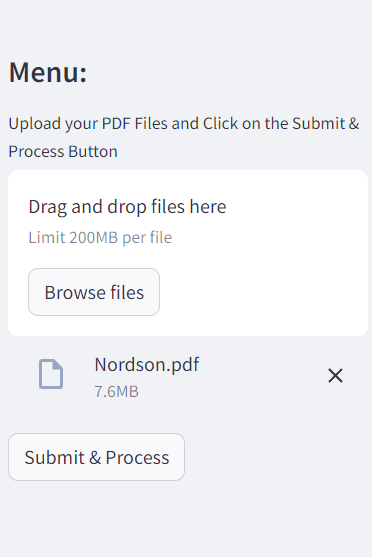 Menu:
Upload your PDF Files and Click on the Submit &
Process Button
Drag and drop files here
Limit 200MB per file
Browse files
Nordson.pdf
7.6MB
Submit & Process